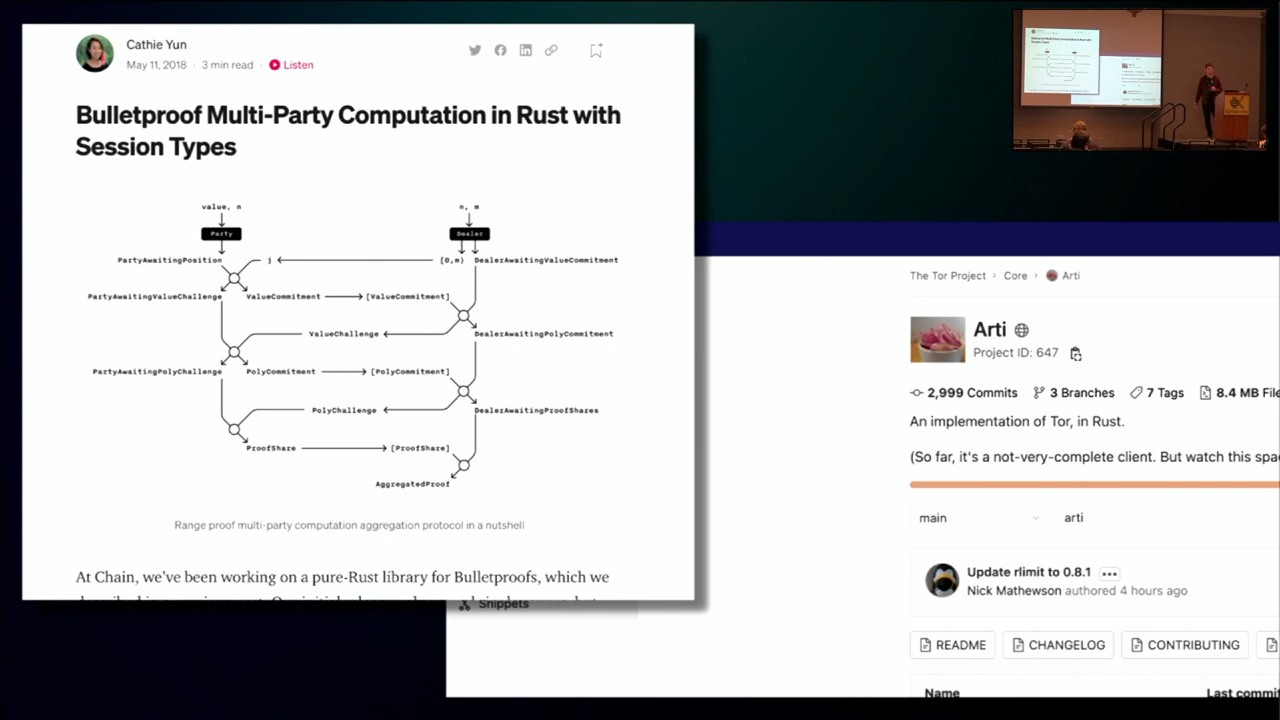 Cathie Yun
May 11, 2018 · 3 min read · Listen
Bulletproof Multi-Party Computation in Rust with
Session Types
value, n
n, m
Party
Dealer
PartyAwaitingPosition
j
[0,m)
DealerAwaitingValueCommitment
PartyAwaitingValueChallenge
ValueCommitment
[ValueCommitment]
ValueChallenge
DealerAwaitingPolyCommitment
PartyAwaitingPolyChallenge
PolyCommitment
[PolyCommitment]
PolyChallenge
DealerAwaitingProofShares
ProofShare
[ProofShare]
AggregatedProof
Range proof multi-party computation aggregation protocol in a nutshell
At Chain, we've been working on a pure-Rust library for Bulletproofs, which we
Snippets
The Tor Project › Core › Arti
Arti
Project ID: 647
2,999 Commits 3 Branches 7 Tags 8.4 MB File
An implementation of Tor, in Rust.
(So far, it's a not-very-complete client. But watch this spa
main
arti
Update rlimit to 0.8.1
Nick Mathewson authored 4 hours ago
README CHANGELOG CONTRIBUTING
Name Last commit